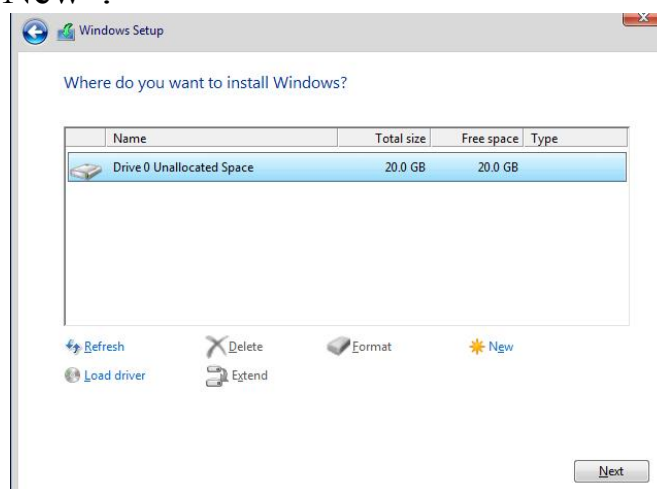 New".
Windows Setup
Where do you want to install Windows?
Name Total size Free space Type
Drive 0 Unallocated Space 20.0 GB 20.0 GB
Refresh Delete Format New
Load driver Extend
Next